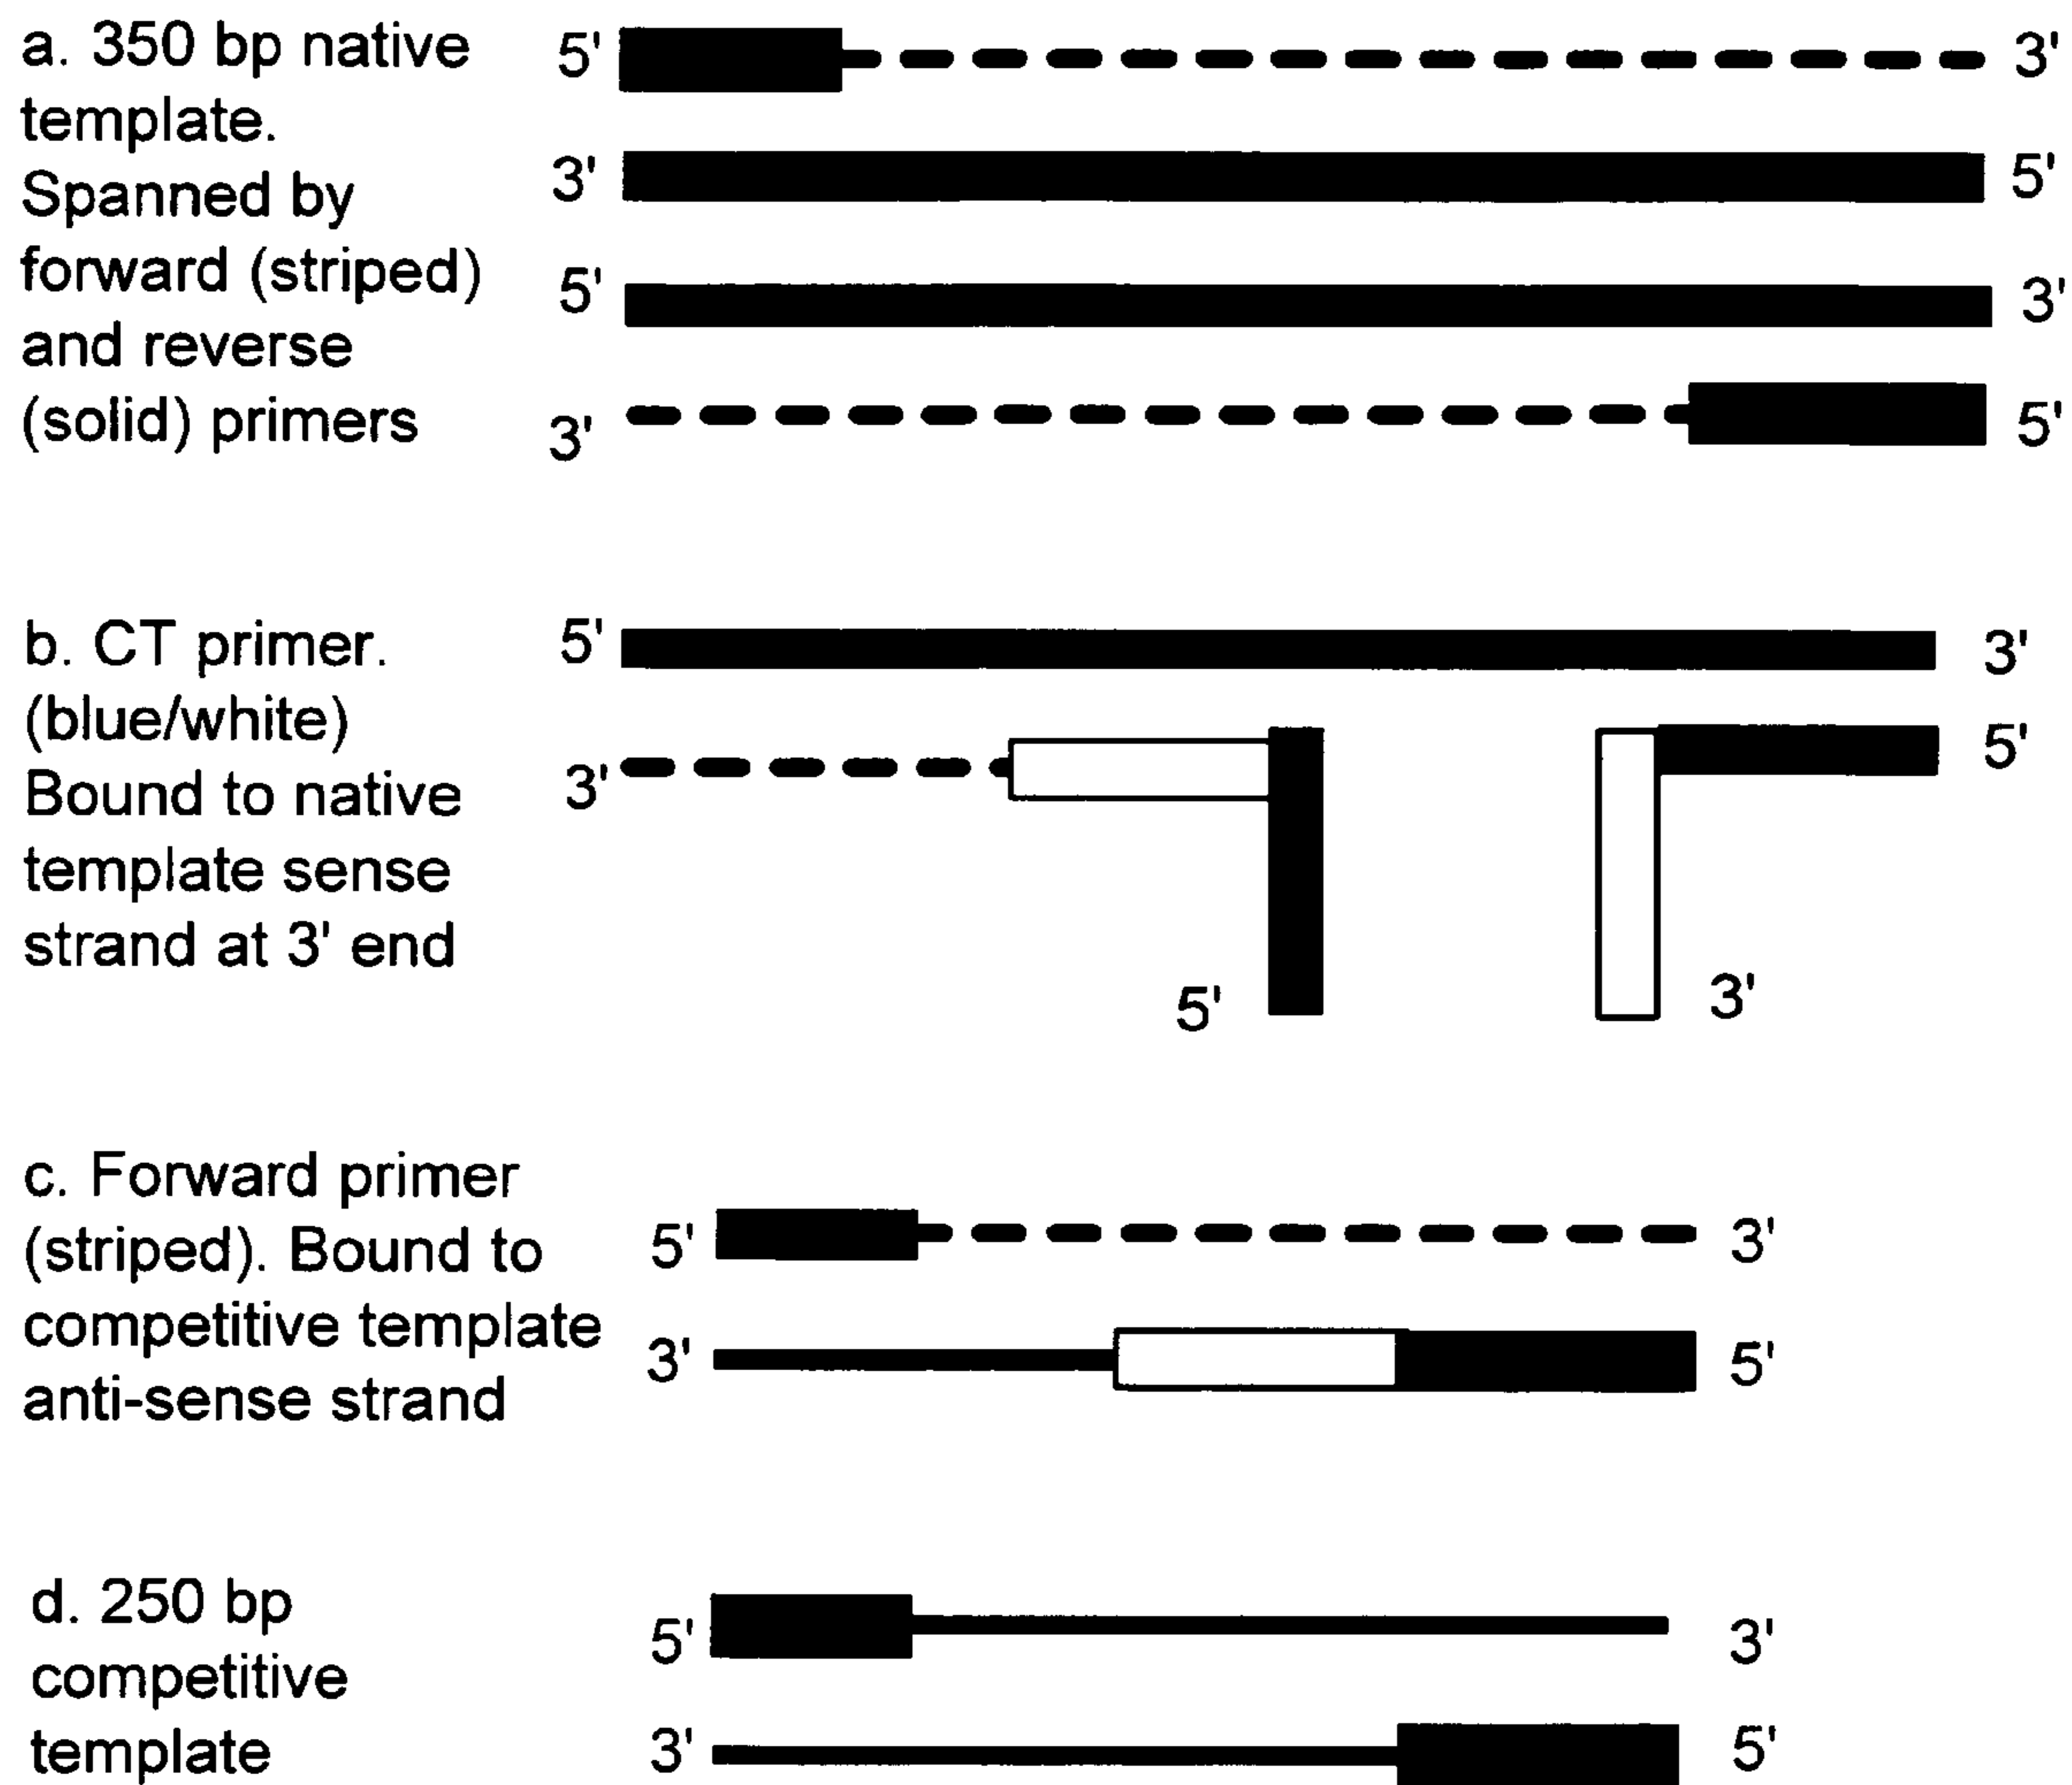 a. 350 bp native
template.
Spanned by
forward (striped)
and reverse
(solid) primers
5' 3'
3' 5'
5' 3'
3' 5'
b. CT primer.
(blue/white)
Bound to native
template sense
strand at 3' end
5' 3'
3' 5'
5' 3'
c. Forward primer
(striped). Bound to
competitive template
anti-sense strand
5' 3'
3' 5'
d. 250 bp
competitive
template
5' 3'
3' 5'